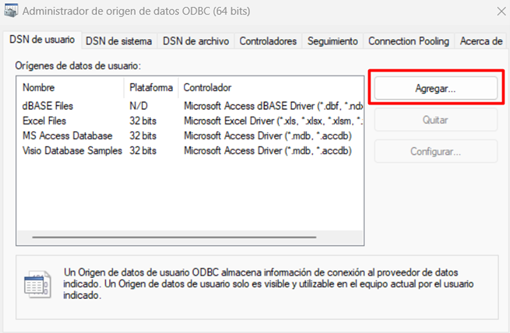 Administrador de origen de datos ODBC (64 bits)
DSN de usuario DSN de sistema DSN de archivo Controladores Seguimiento Connection Pooling Acerca de
Orígenes de datos de usuario:
Nombre Plataforma Controlador
dBASE Files N/D Microsoft Access dBASE Driver (*.dbf, *.ndx
Excel Files 32 bits Microsoft Excel Driver (*.xls, *.xlsx, *.xlsm, *.
MS Access Database 32 bits Microsoft Access Driver (*.mdb, *.accdb)
Visio Database Samples 32 bits Microsoft Access Driver (*.mdb, *.accdb)
Agregar...
Quitar
Configurar...
Un Origen de datos de usuario ODBC almacena información de conexión al proveedor de datos
indicado. Un Origen de datos de usuario solo es visible y utilizable en el equipo actual por el usuario
indicado.